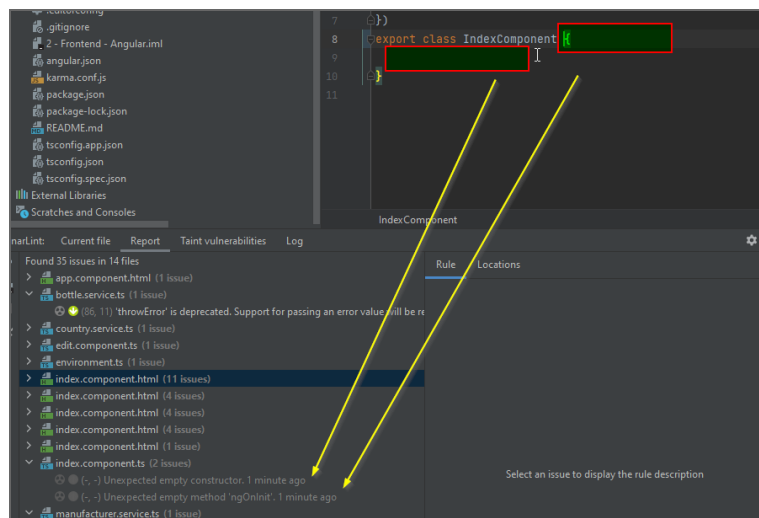 .editorconfig
.gitignore
2 - Frontend - Angular.iml
angular.json
karma.conf.js
package.json
package-lock.json
README.md
tsconfig.app.json
tsconfig.json
tsconfig.spec.json
External Libraries
Scratches and Consoles
7 })
8 export class IndexComponent {
9
10 }
11
IndexComponent
narLint: Current file Report Taint vulnerabilities Log
Found 35 issues in 14 files
app.component.html (1 issue)
bottle.service.ts (1 issue)
(86, 11) 'throwError' is deprecated. Support for passing an error value will be re
country.service.ts (1 issue)
edit.component.ts (1 issue)
environment.ts (1 issue)
index.component.html (11 issues)
index.component.html (4 issues)
index.component.html (4 issues)
index.component.html (4 issues)
index.component.html (1 issue)
index.component.ts (2 issues)
(-, -) Unexpected empty constructor. 1 minute ago
(-, -) Unexpected empty method 'ngOnInit'. 1 minute ago
manufacturer.service.ts (1 issue)
Rule Locations
Select an issue to display the rule description